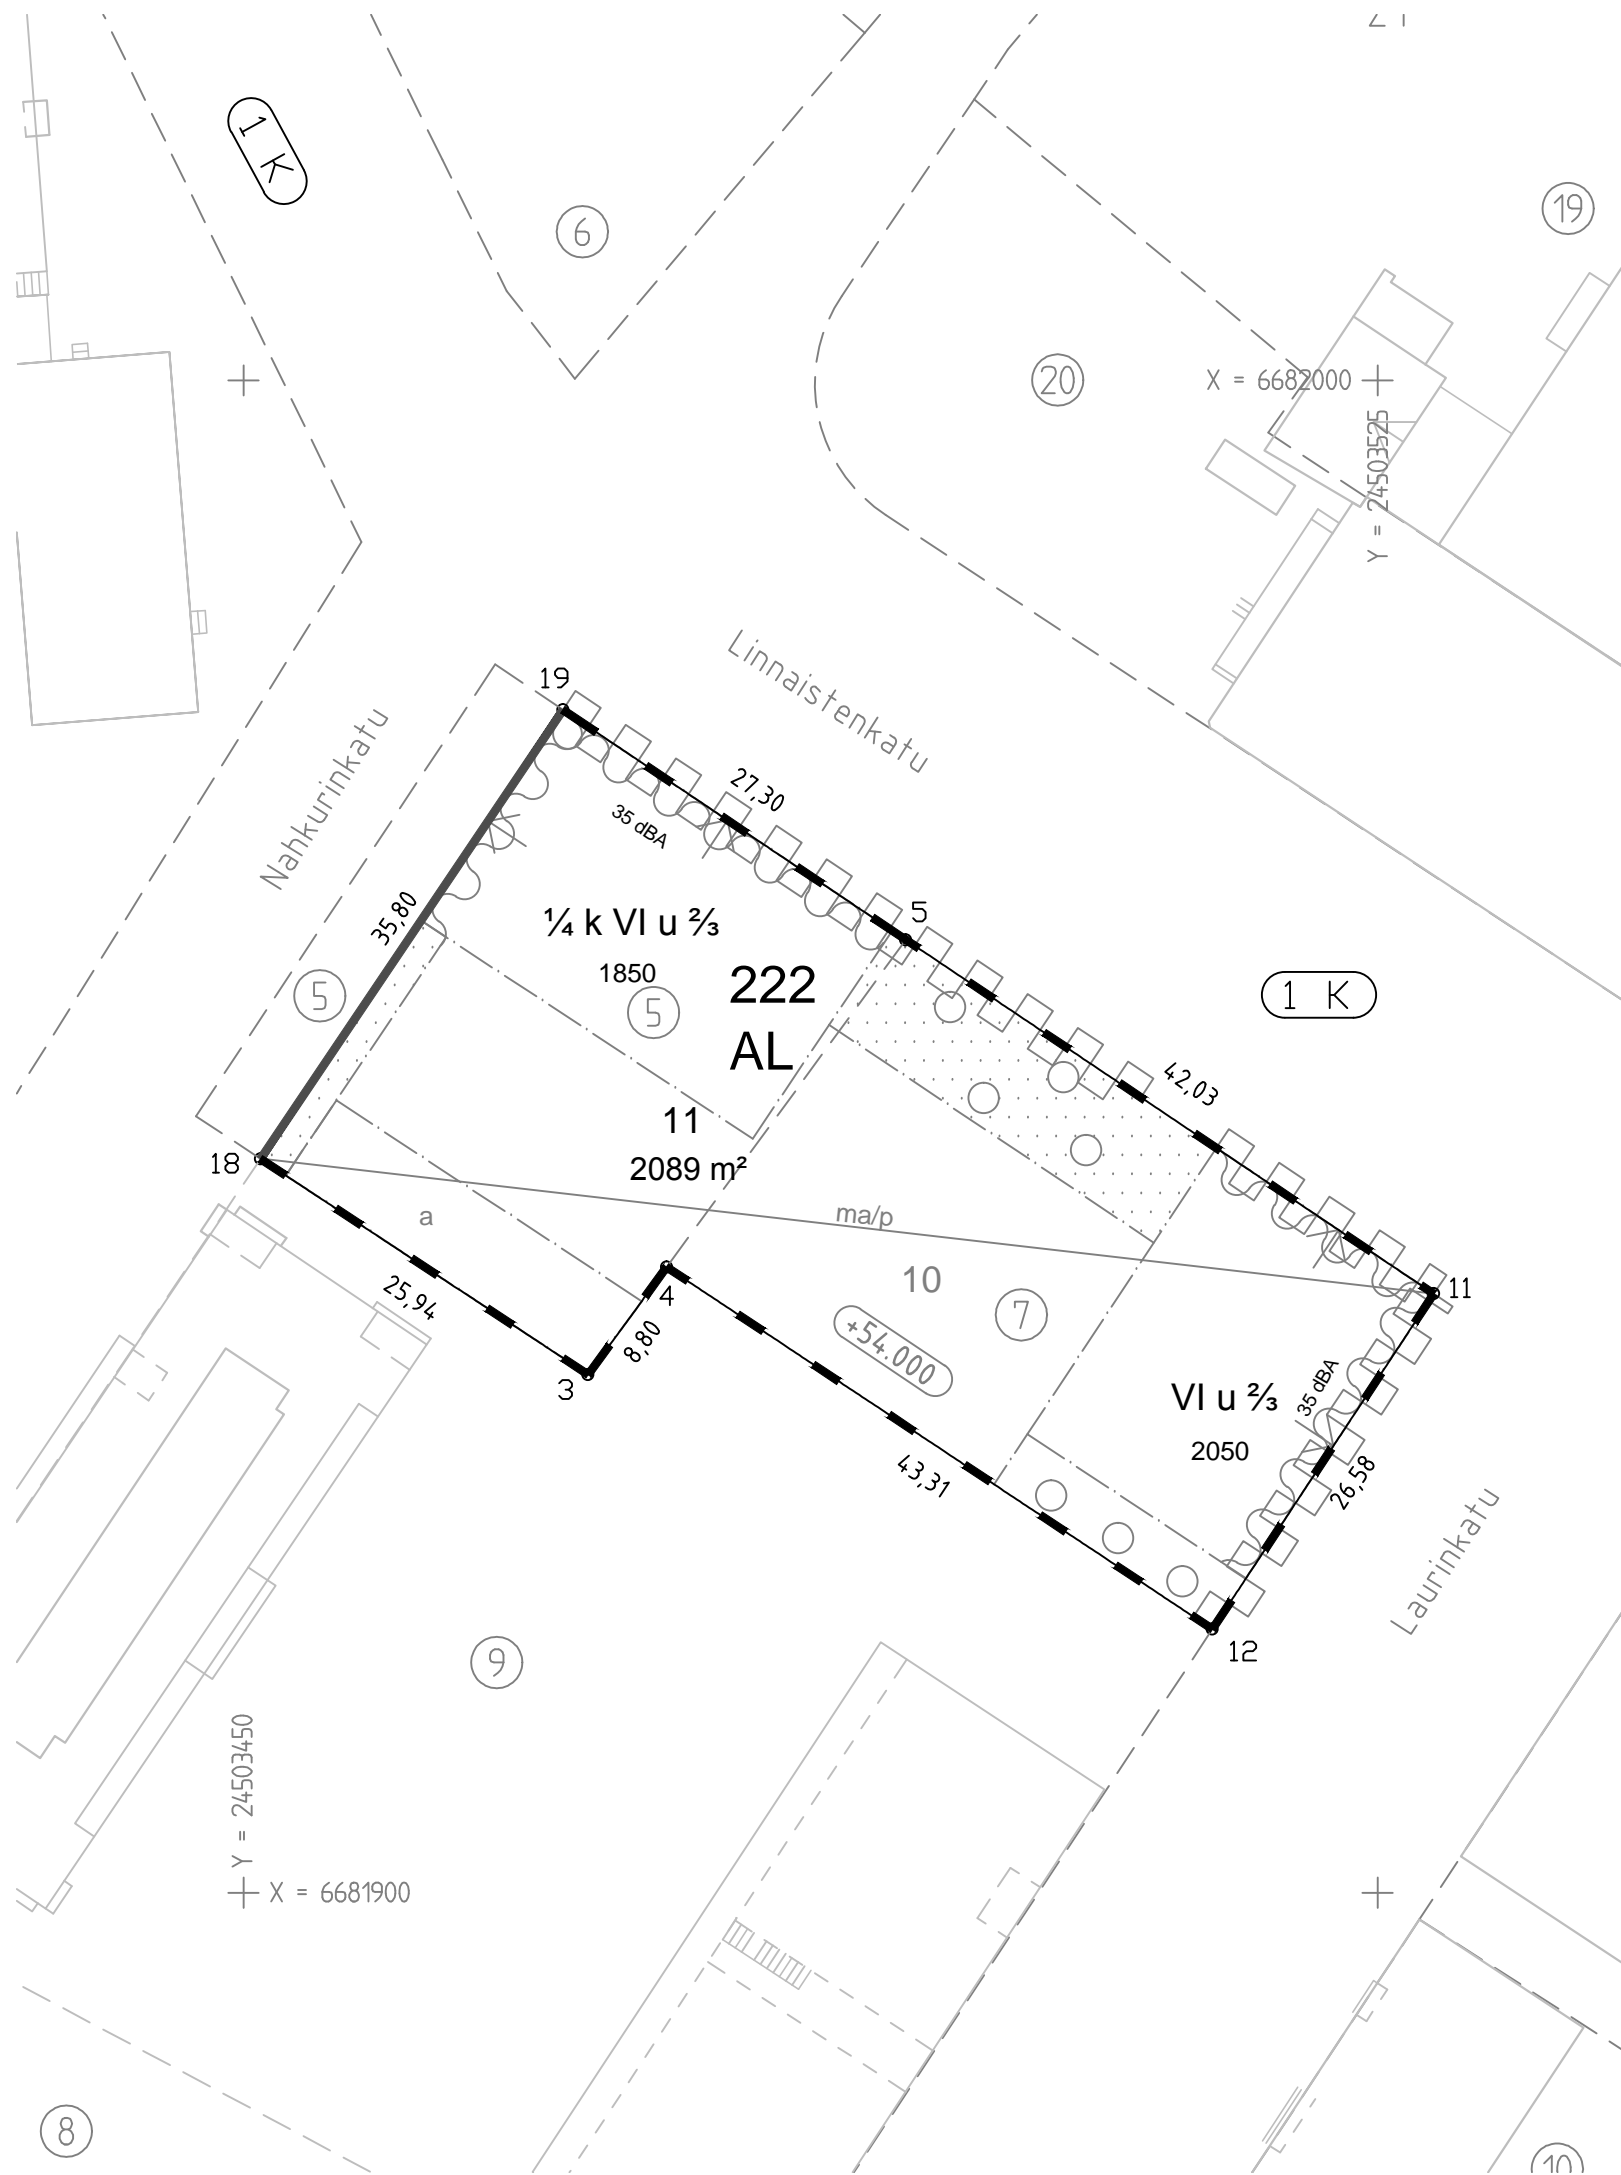 1 K
6
19
20
X = 6682000
Y = 24503525
Linnaistenkatu
Nahkurinkatu
19
27,30
35 dBA
35,80
5
¼ k VI u ⅔
1850
222
5
5
AL
1 K
42,03
11
2089 m²
18
a
ma/p
10
11
4
7
+54.000
25,94
8,80
3
35 dBA
VI u ⅔
2050
43,31
26,58
Laurinkatu
12
9
Y = 24503450
X = 6681900
8
10